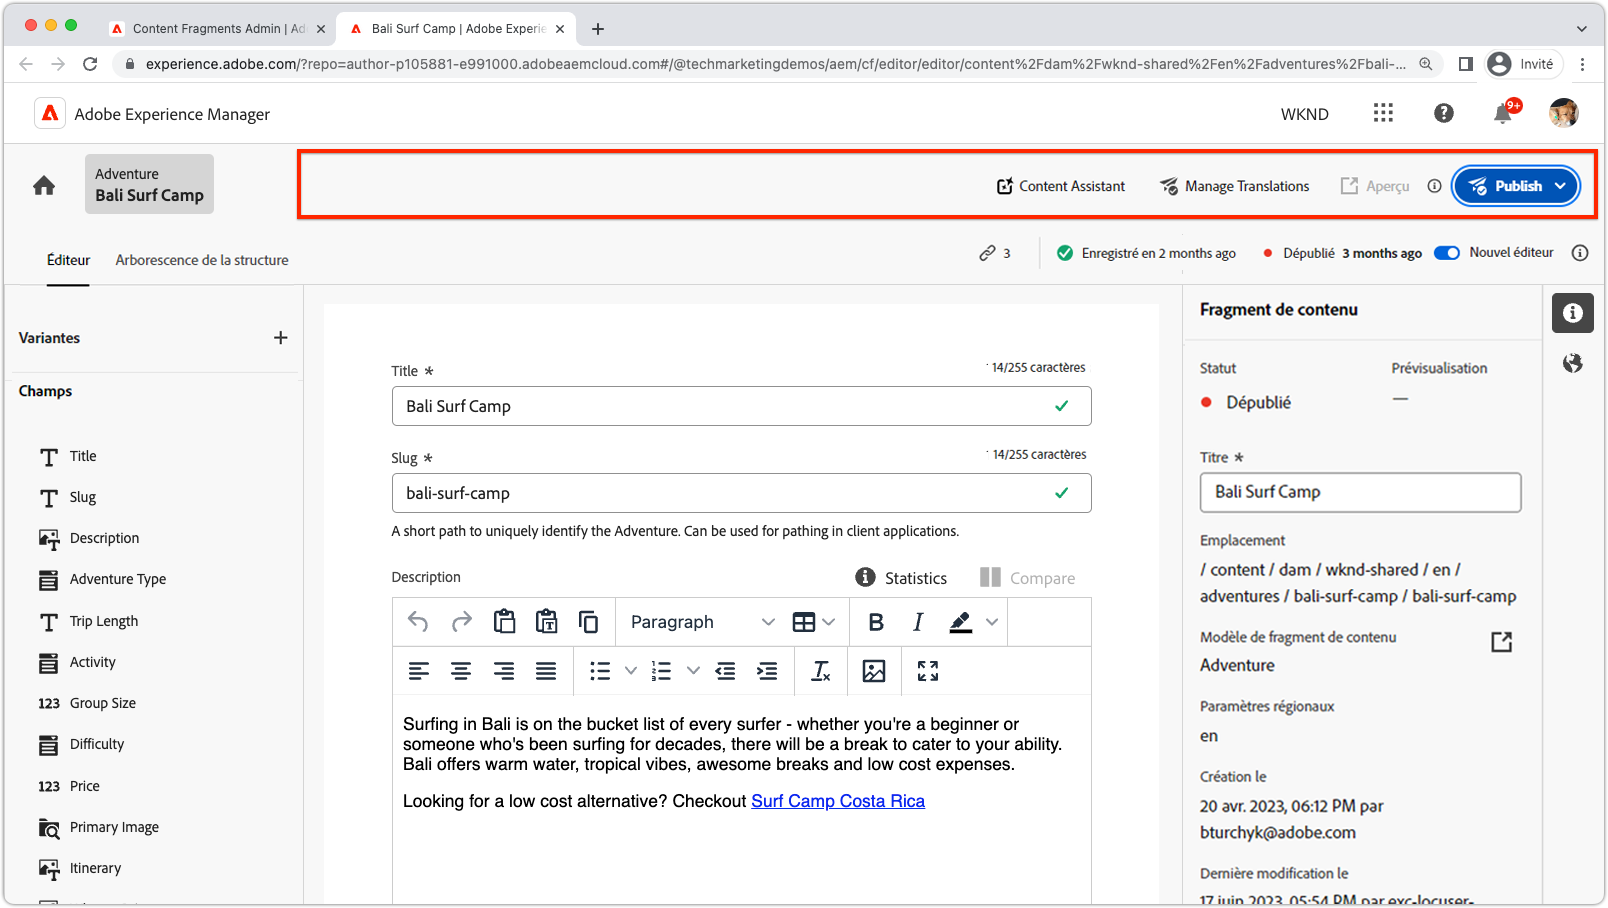 Content Fragments Admin | Ad
Bali Surf Camp | Adobe Experie
experience.adobe.com/?repo=author-p105881-e991000.adobeaemcloud.com#/@techmarketingdemos/aem/cf/editor/editor/content%2Fdam%2Fwknd-shared%2Fen%2Fadventures%2Fbali-...
Invité
Adobe Experience Manager
WKND
9+
Adventure
Bali Surf Camp
Content Assistant
Manage Translations
Aperçu
Publish
Éditeur
Arborescence de la structure
3
Enregistré en 2 months ago
Dépublié 3 months ago
Nouvel éditeur
Variantes
Champs
Title
Slug
Description
Adventure Type
Trip Length
Activity
123 Group Size
Difficulty
123 Price
Primary Image
Itinerary
Title *
14/255 caractères
Bali Surf Camp
Slug *
14/255 caractères
bali-surf-camp
A short path to uniquely identify the Adventure. Can be used for pathing in client applications.
Description
Statistics
Compare
Paragraph
B
I
Surfing in Bali is on the bucket list of every surfer - whether you're a beginner or
someone who's been surfing for decades, there will be a break to cater to your ability.
Bali offers warm water, tropical vibes, awesome breaks and low cost expenses.
Looking for a low cost alternative? Checkout Surf Camp Costa Rica
Fragment de contenu
Statut
Prévisualisation
Dépublié
—
Titre *
Bali Surf Camp
Emplacement
/ content / dam / wknd-shared / en /
adventures / bali-surf-camp / bali-surf-camp
Modèle de fragment de contenu
Adventure
Paramètres régionaux
en
Création le
20 avr. 2023, 06:12 PM par
bturchyk@adobe.com
Dernière modification le
17 juin 2023, 05:54 PM par exc-locuser-